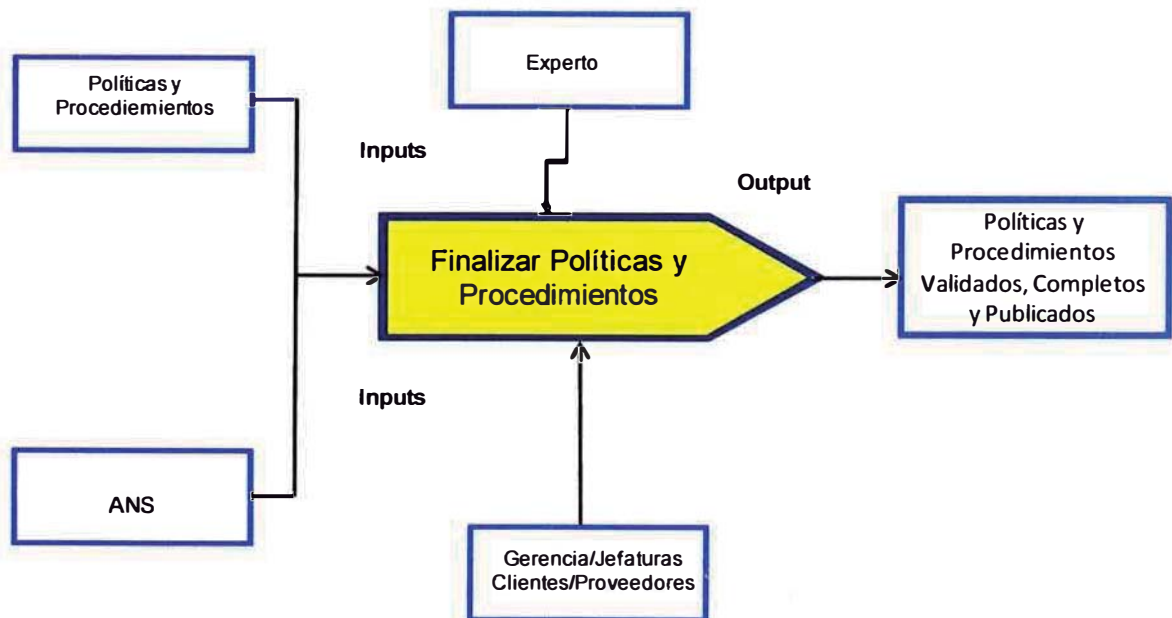 Políticas y
Procediemientos
Experto
Inputs
Output
Finalizar Políticas y
Procedimientos
Políticas y
Procedimientos
Validados, Completos
y Publicados
Inputs
ANS
Gerencia/Jefaturas
Clientes/Proveedores